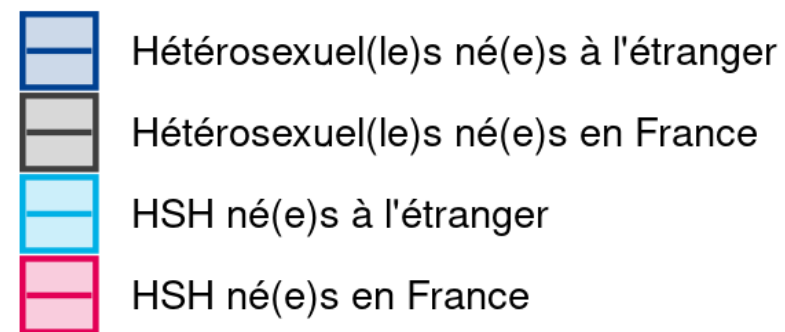 Hétérosexuel(le)s né(e)s à l'étranger
Hétérosexuel(le)s né(e)s en France
HSH né(e)s à l'étranger
HSH né(e)s en France